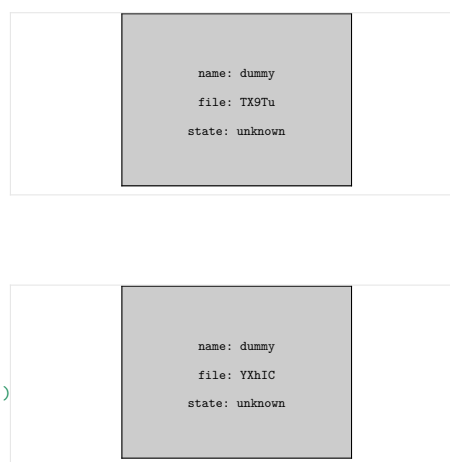 name: dummy
file: TX9Tu
state: unknown
name: dummy
file: YXhIC
)
state: unknown